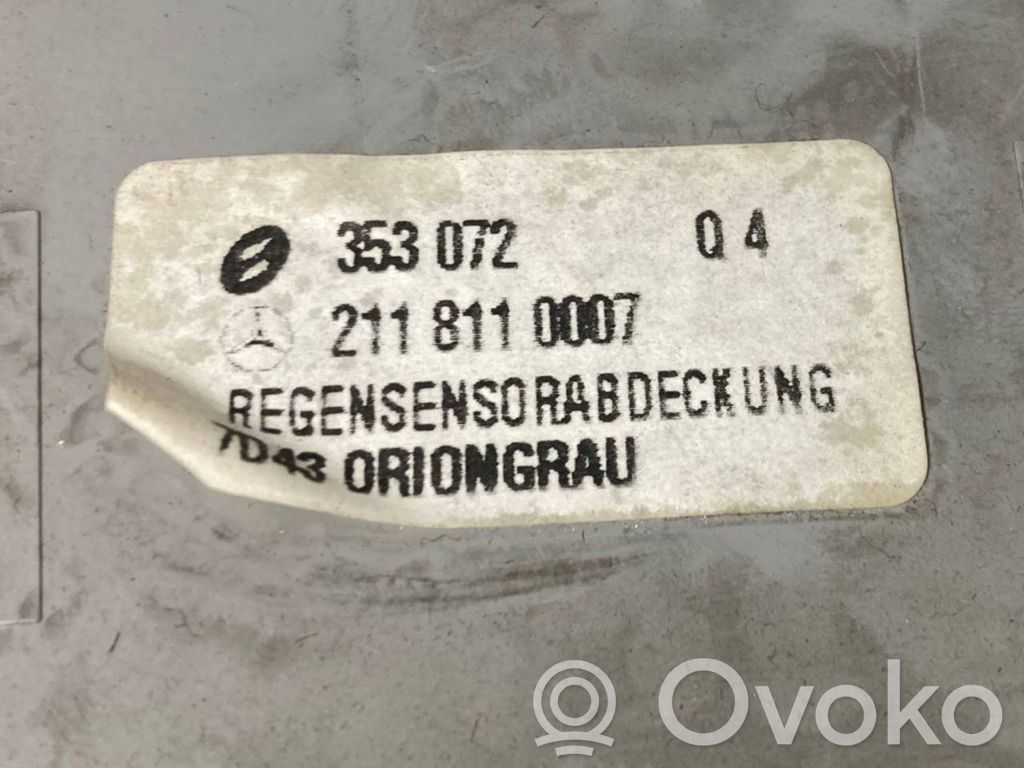 353 072 Q 4
211 811 0007
REGENSENSORABDECKUNG
7D43 ORIONGRAU
Ovoko